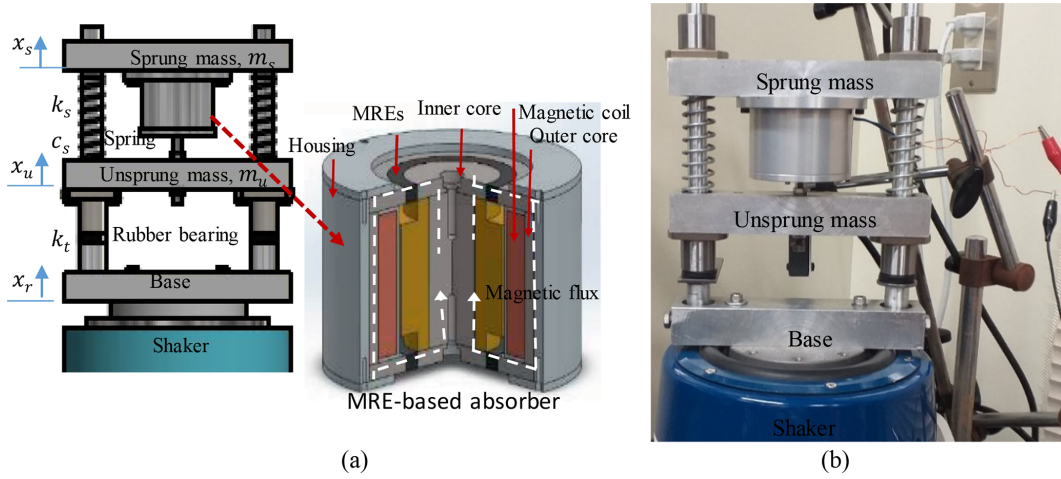 x_s
Sprung mass, m_s
k_s
c_s
Spring
x_u
Unsprung mass, m_u
k_t
Rubber bearing
x_r
Base
Shaker
MREs
Inner core
Magnetic coil
Outer core
Housing
Magnetic flux
MRE-based absorber
(a)
Sprung mass
Unsprung mass
Base
Shaker
(b)